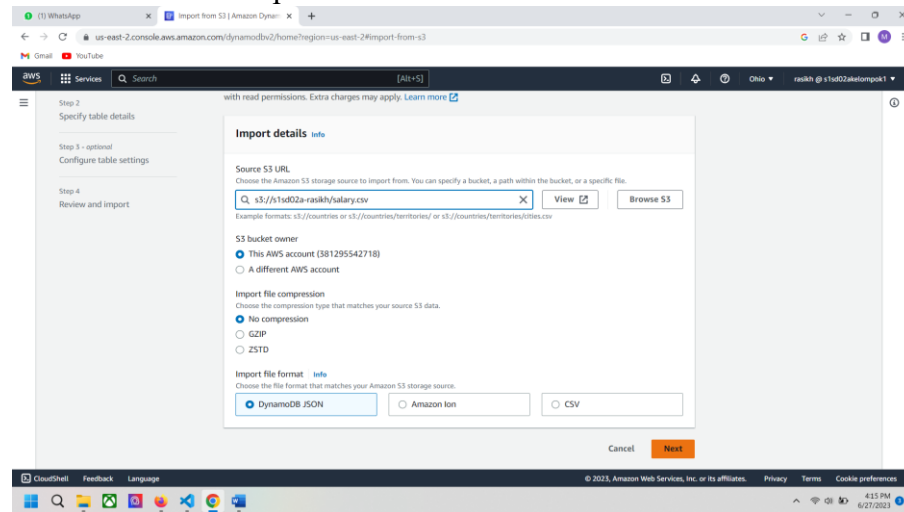 (1) WhatsApp
Import from S3 | Amazon Dynam
us-east-2.console.aws.amazon.com/dynamodbv2/home?region=us-east-2#import-from-s3
Gmail YouTube
aws Services Search [Alt+S] Ohio rasikh @ s1sd02akelompok1
Step 2
Specify table details
Step 3 - optional
Configure table settings
Step 4
Review and import
with read permissions. Extra charges may apply. Learn more
Import details Info
Source S3 URL
Choose the Amazon S3 storage source to import from. You can specify a bucket, a path within the bucket, or a specific file.
s3://s1sd02a-rasikh/salary.csv
View
Browse S3
Example formats: s3://countries or s3://countries/territories/ or s3://countries/territories/cities.csv
S3 bucket owner
This AWS account (381295542718)
A different AWS account
Import file compression
Choose the compression type that matches your source S3 data.
No compression
GZIP
ZSTD
Import file format Info
Choose the file format that matches your Amazon S3 storage source.
DynamoDB JSON
Amazon Ion
CSV
Cancel Next
CloudShell Feedback Language © 2023, Amazon Web Services, Inc. or its affiliates. Privacy Terms Cookie preferences
4:15 PM
6/27/2023